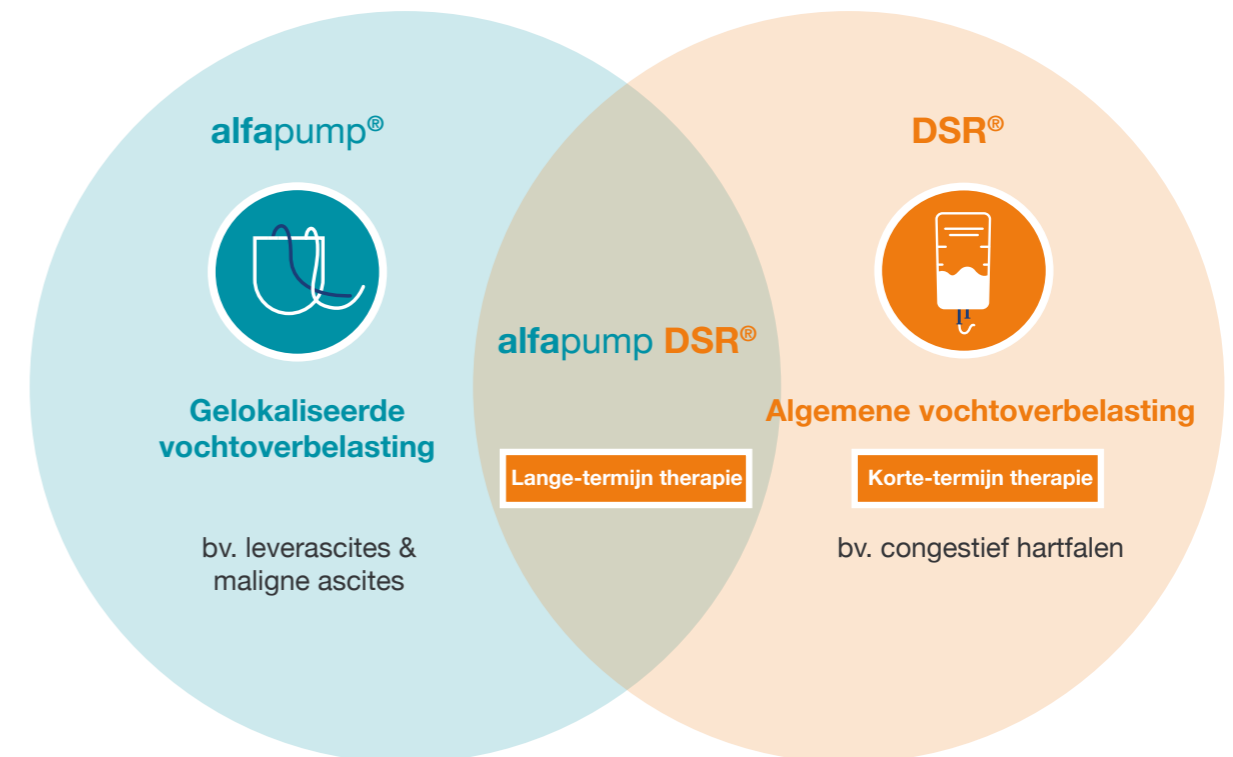 alfapump®
DSR®
alfapump DSR®
Gelokaliseerde
vochtoverbelasting
Algemene vochtoverbelasting
Lange-termijn therapie
Korte-termijn therapie
bv. leverascites &
maligne ascites
bv. congestief hartfalen